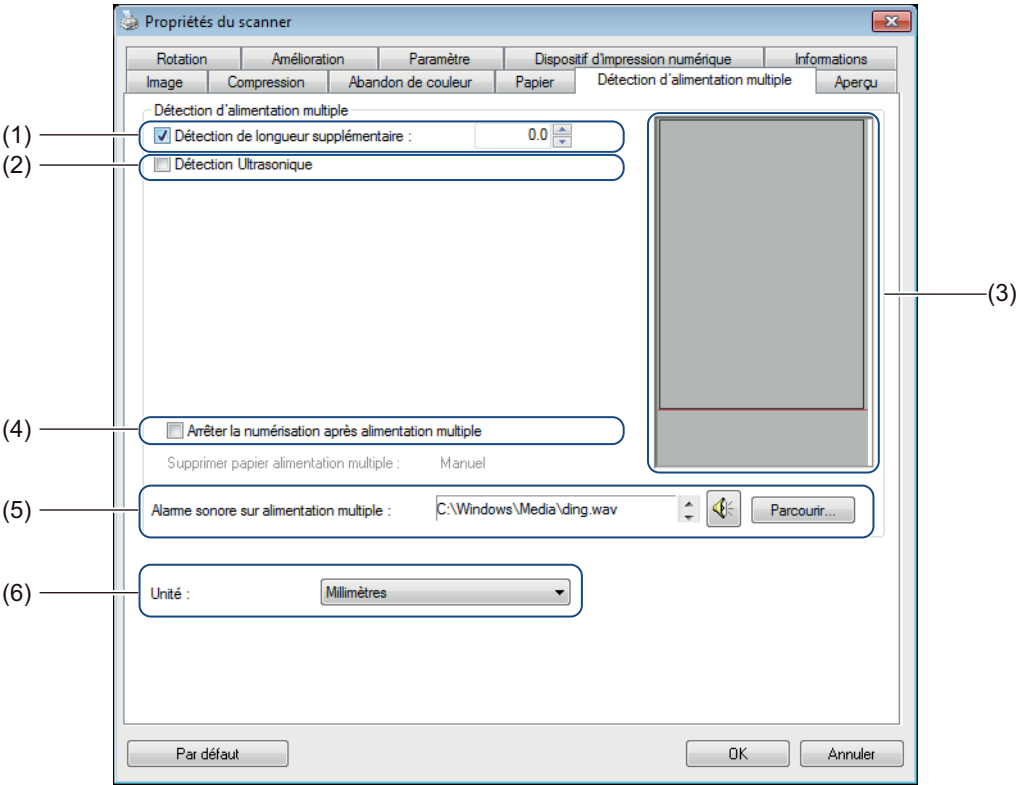 Propriétés du scanner
Rotation Amélioration Paramètre Dispositif d'impression numérique Informations
Image Compression Abandon de couleur Papier Détection d'alimentation multiple Aperçu
Détection d'alimentation multiple
(1) Détection de longueur supplémentaire : 0.0
(2) Détection Ultrasonique
(3)
(4) Arrêter la numérisation après alimentation multiple
Supprimer papier alimentation multiple : Manuel
(5) Alarme sonore sur alimentation multiple : C:\Windows\Media\ding.wav Parcourir...
(6) Unité : Millimètres
Par défaut OK Annuler